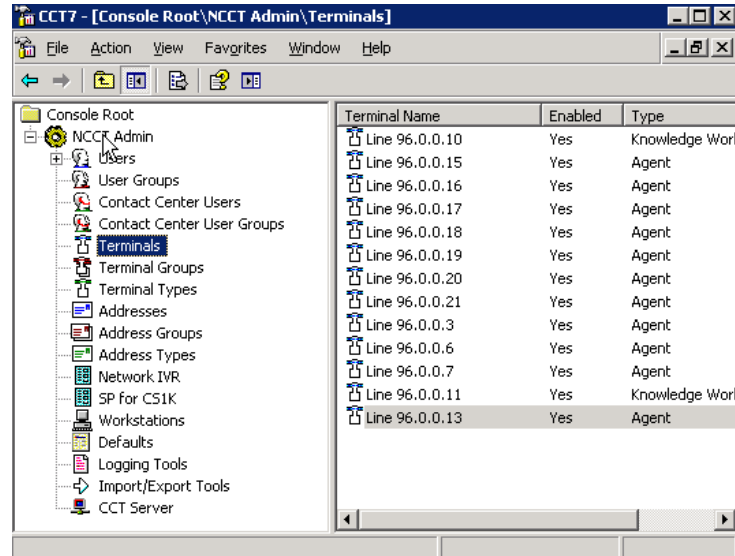 CCT7 - [Console Root\NCCT Admin\Terminals]
File Action View Favorites Window Help
Console Root
NCCT Admin
Users
User Groups
Contact Center Users
Contact Center User Groups
Terminals
Terminal Groups
Terminal Types
Addresses
Address Groups
Address Types
Network IVR
SP for CS1K
Workstations
Defaults
Logging Tools
Import/Export Tools
CCT Server
Terminal Name Enabled Type
Line 96.0.0.10 Yes Knowledge Worl
Line 96.0.0.15 Yes Agent
Line 96.0.0.16 Yes Agent
Line 96.0.0.17 Yes Agent
Line 96.0.0.18 Yes Agent
Line 96.0.0.19 Yes Agent
Line 96.0.0.20 Yes Agent
Line 96.0.0.21 Yes Agent
Line 96.0.0.3 Yes Agent
Line 96.0.0.6 Yes Agent
Line 96.0.0.7 Yes Agent
Line 96.0.0.11 Yes Knowledge Worl
Line 96.0.0.13 Yes Agent